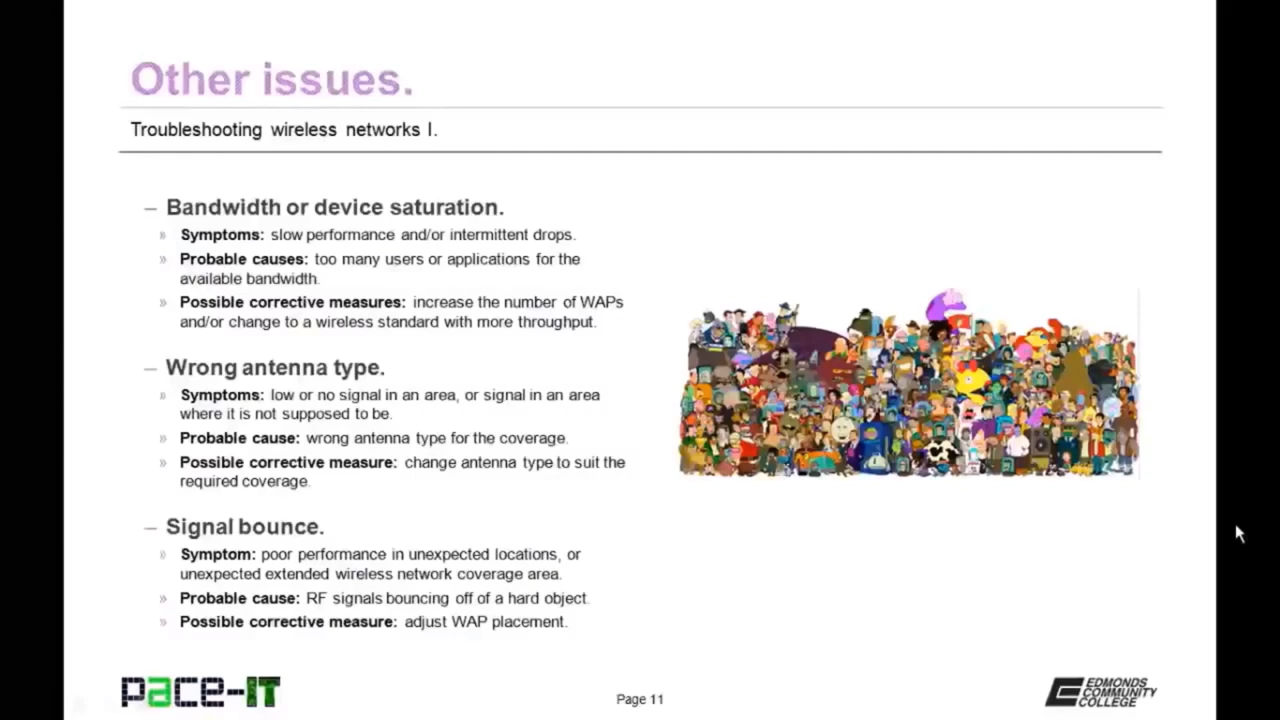 Other issues.
Troubleshooting wireless networks I.
– Bandwidth or device saturation.
» Symptoms: slow performance and/or intermittent drops.
» Probable causes: too many users or applications for the
available bandwidth.
» Possible corrective measures: increase the number of WAPs
and/or change to a wireless standard with more throughput.
– Wrong antenna type.
» Symptoms: low or no signal in an area, or signal in an area
where it is not supposed to be.
» Probable cause: wrong antenna type for the coverage.
» Possible corrective measure: change antenna type to suit the
required coverage.
– Signal bounce.
» Symptom: poor performance in unexpected locations, or
unexpected extended wireless network coverage area.
» Probable cause: RF signals bouncing off of a hard object.
» Possible corrective measure: adjust WAP placement.
pace-IT
Page 11
EDMONDS
COMMUNITY
COLLEGE